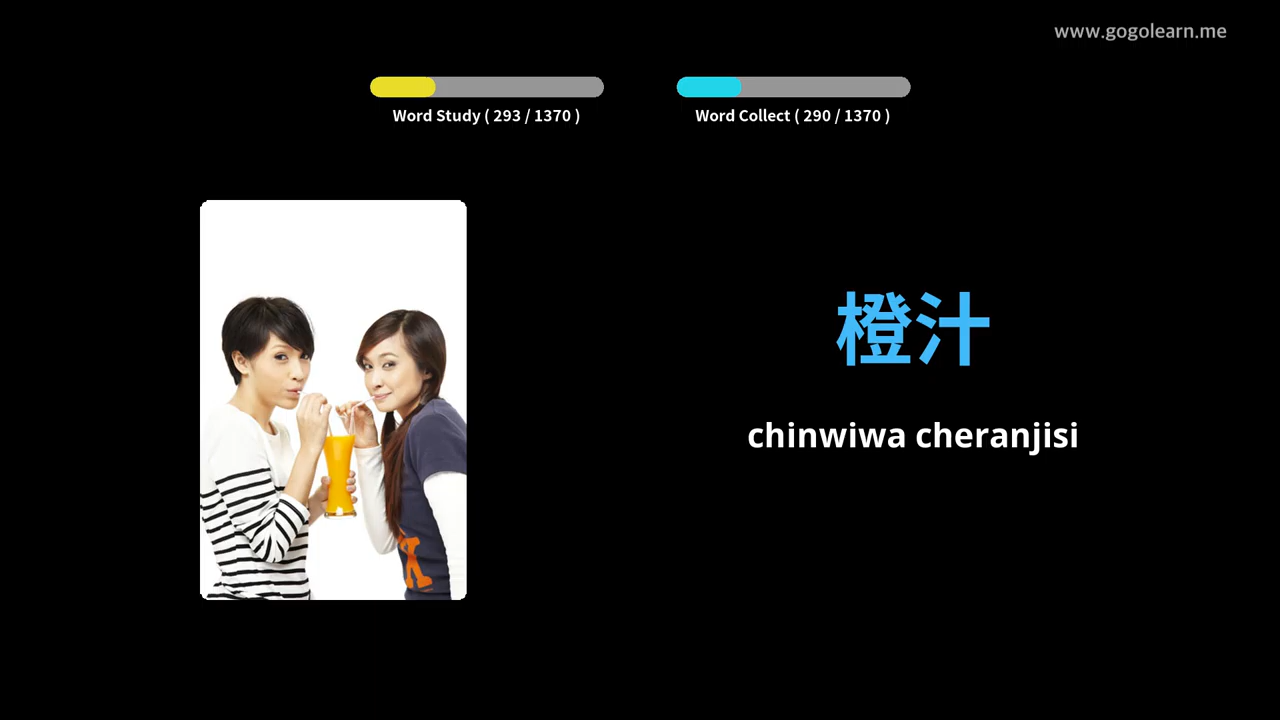 www.gogolearn.me
Word Study ( 293 / 1370 )
Word Collect ( 290 / 1370 )
橙汁
chinwiwa cheranjisi